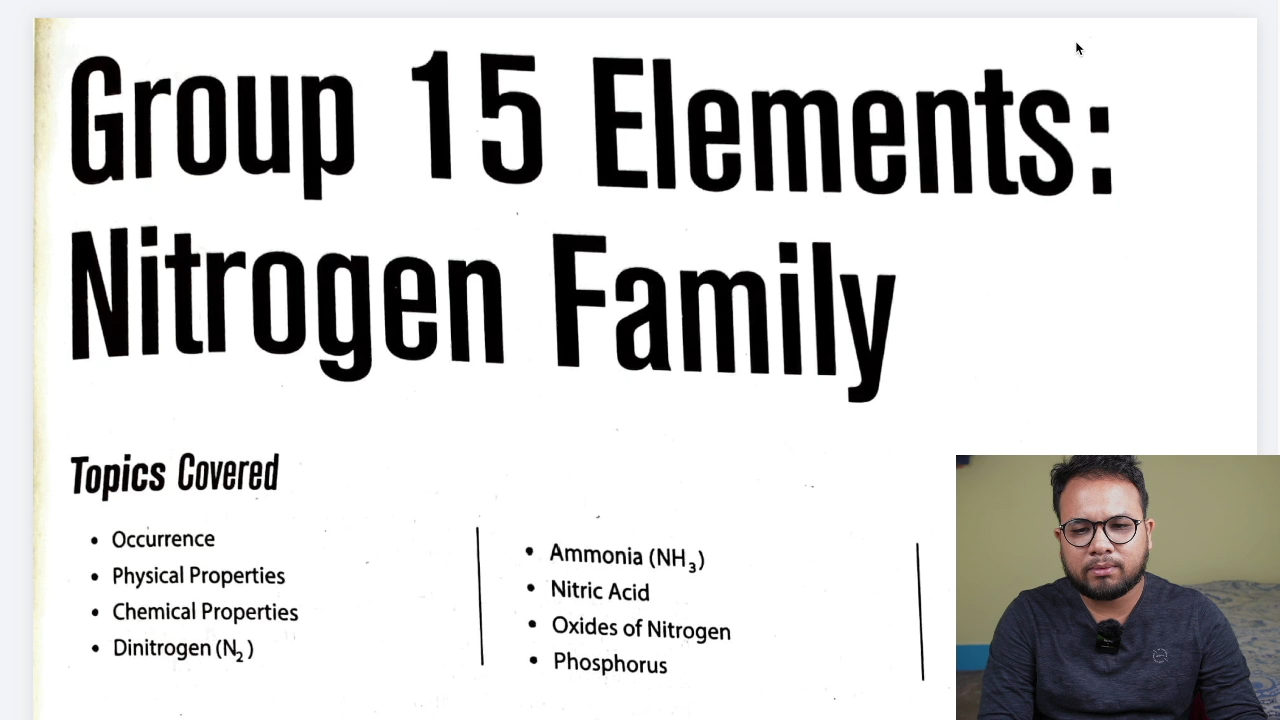 Group 15 Elements:
Nitrogen Family
Topics Covered
• Occurrence
• Physical Properties
• Chemical Properties
• Dinitrogen (N₂)
• Ammonia (NH₃)
• Nitric Acid
• Oxides of Nitrogen
• Phosphorus